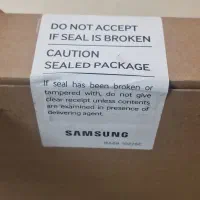 DO NOT ACCEPT
IF SEAL IS BROKEN
CAUTION
SEALED PACKAGE
If seal has been broken or
tampered with, do not give
clear receipt unless contents
are examined in presence of
delivering agent.
SAMSUNG